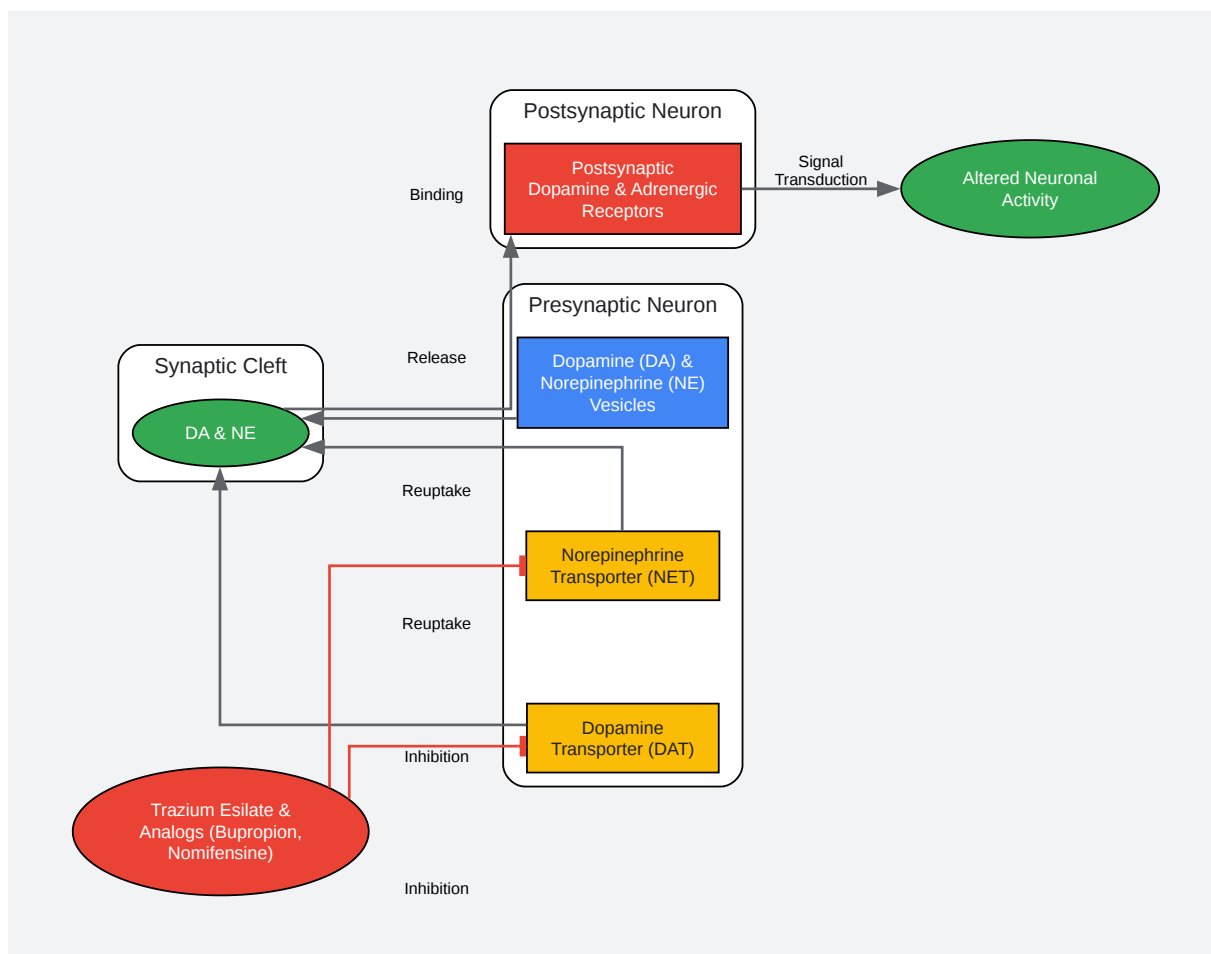 Postsynaptic Neuron
Postsynaptic
Dopamine & Adrenergic
Receptors
Signal
Transduction
Altered Neuronal
Activity
Binding
Presynaptic Neuron
Dopamine (DA) &
Norepinephrine (NE)
Vesicles
Release
Synaptic Cleft
DA & NE
Reuptake
Norepinephrine
Transporter (NET)
Reuptake
Dopamine
Transporter (DAT)
Inhibition
Trazium Esilate &
Analogs (Bupropion,
Nomifensine)
Inhibition